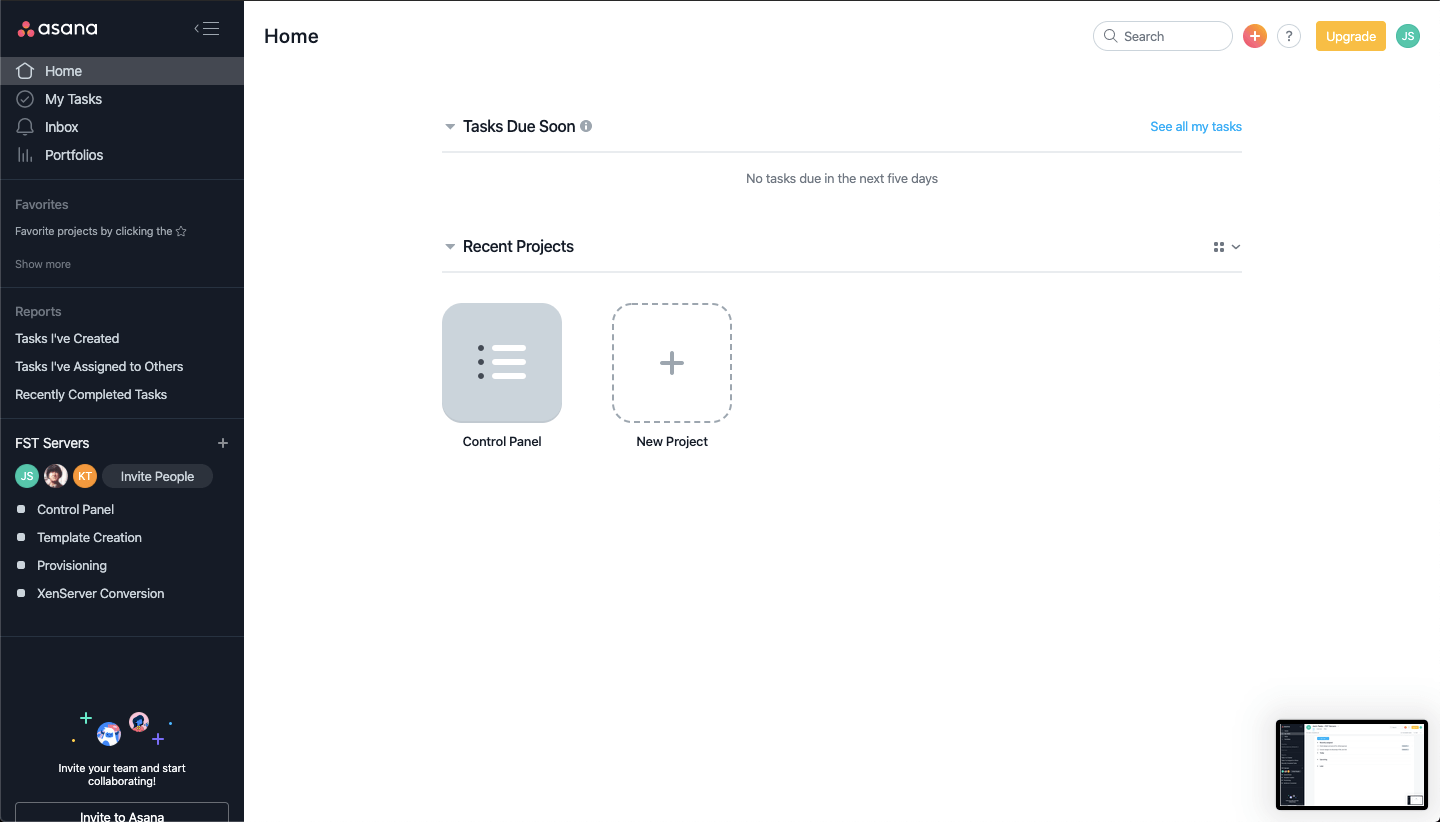 asana
Home
My Tasks
Inbox
Portfolios
Favorites
Favorite projects by clicking the
Show more
Reports
Tasks I've Created
Tasks I've Assigned to Others
Recently Completed Tasks
FST Servers
JS
KT
Invite People
Control Panel
Template Creation
Provisioning
XenServer Conversion
Invite your team and start
collaborating!
Invite to Asana
Home
Search
?
Upgrade
JS
Tasks Due Soon
See all my tasks
No tasks due in the next five days
Recent Projects
Control Panel
New Project